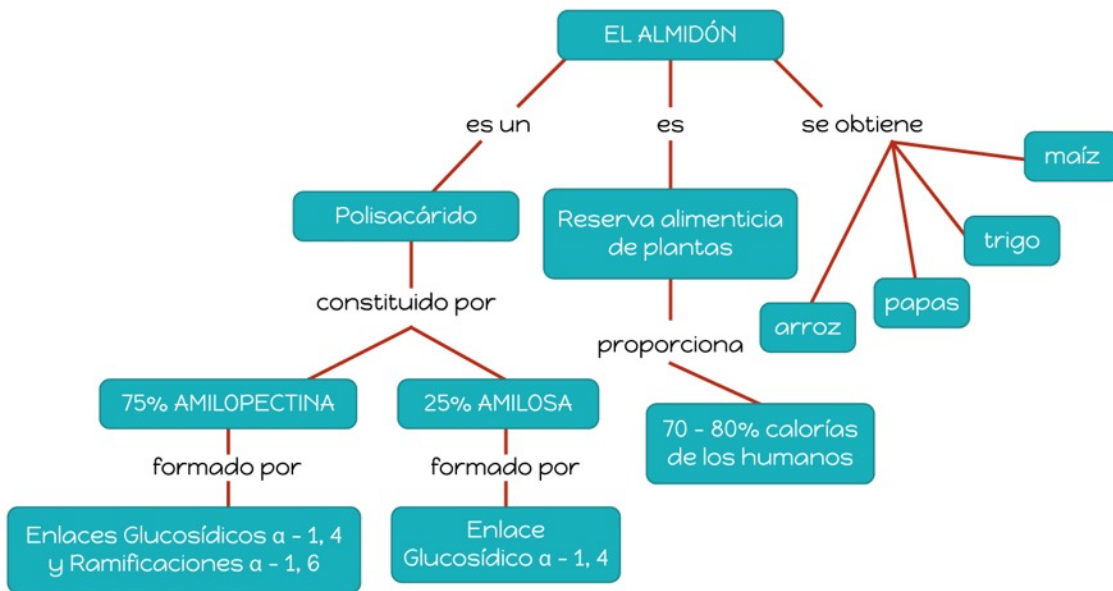 EL ALMIDÓN
es un
es
se obtiene
maíz
trigo
papas
arroz
Polisacárido
Reserva alimenticia
de plantas
constituido por
proporciona
75% AMILOPECTINA
25% AMILOSA
70 - 80% calorías
de los humanos
formado por
formado por
Enlaces Glucosídicos α - 1, 4
y Ramificaciones α - 1, 6
Enlace
Glucosídico α - 1, 4